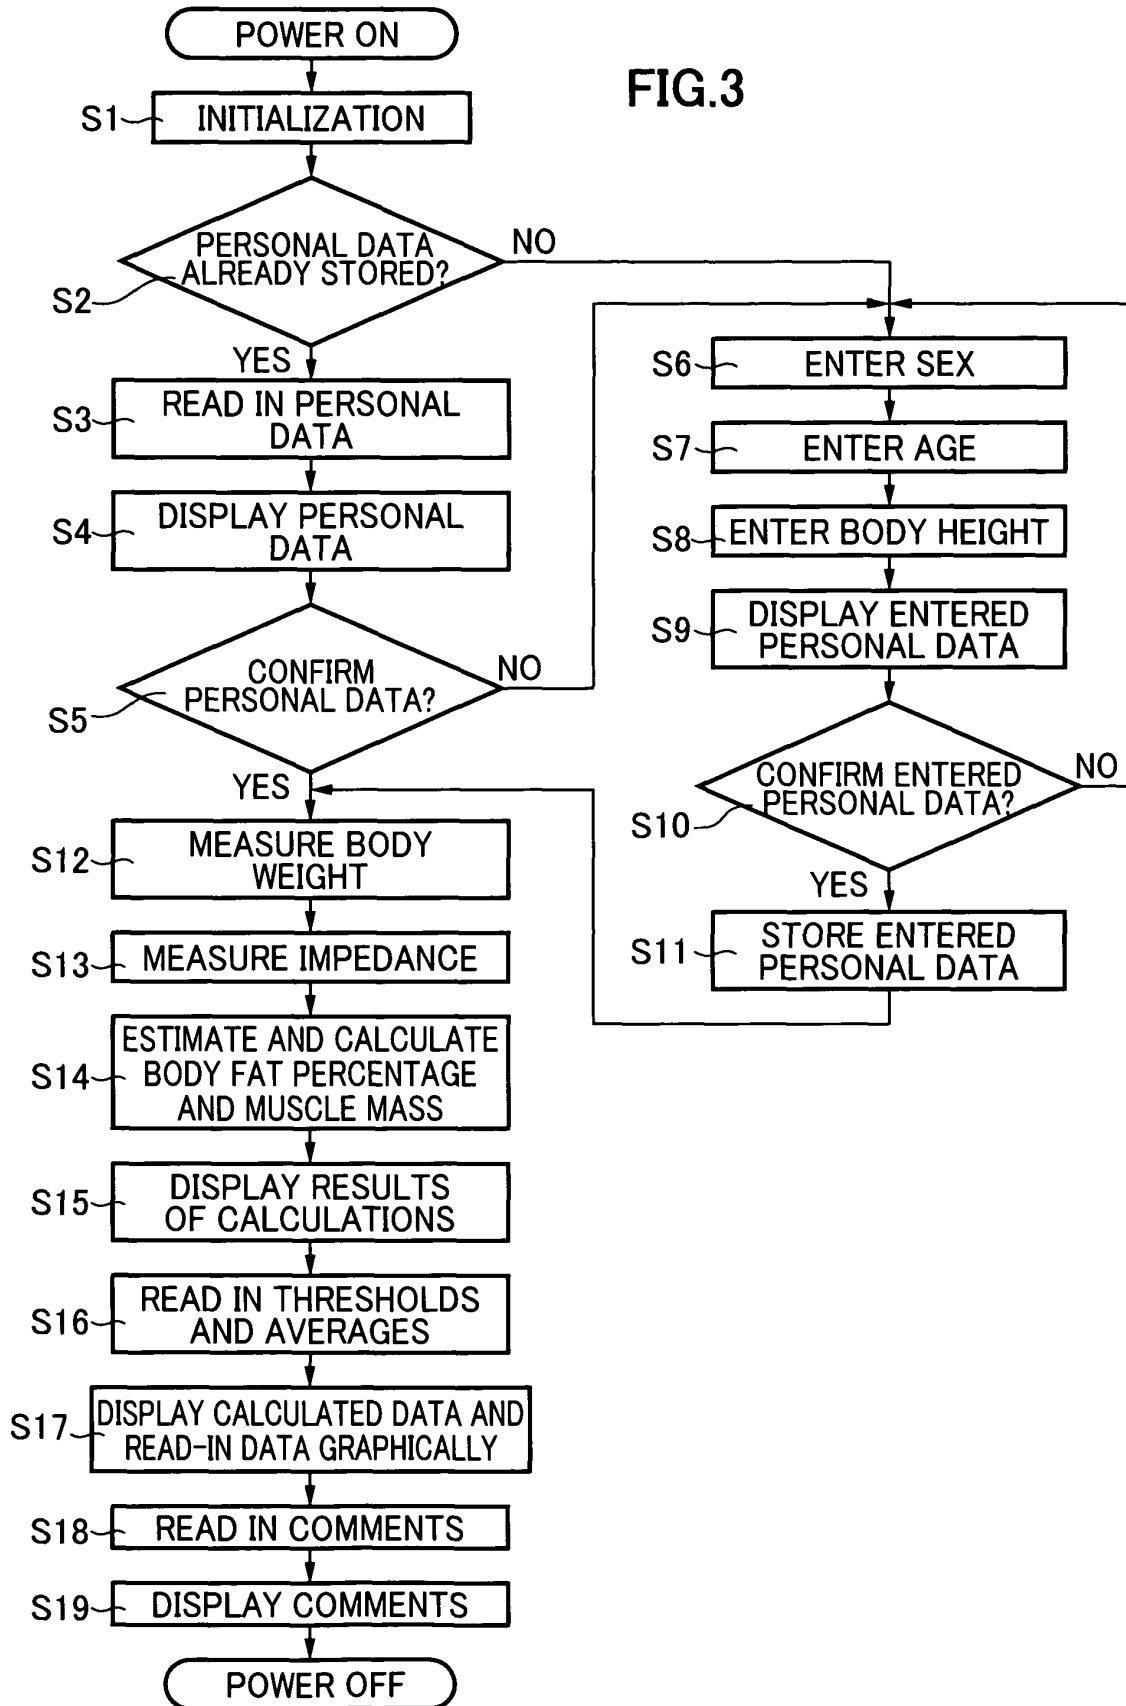 POWER ON
FIG.3
S1
INITIALIZATION
PERSONAL DATA
ALREADY STORED?
NO
S2
YES
S3
READ IN PERSONAL
DATA
S4
DISPLAY PERSONAL
DATA
CONFIRM
PERSONAL DATA?
NO
S5
YES
S6
ENTER SEX
S7
ENTER AGE
S8
ENTER BODY HEIGHT
S9
DISPLAY ENTERED
PERSONAL DATA
CONFIRM ENTERED
PERSONAL DATA?
NO
S10
YES
S11
STORE ENTERED
PERSONAL DATA
S12
MEASURE BODY
WEIGHT
S13
MEASURE IMPEDANCE
S14
ESTIMATE AND CALCULATE
BODY FAT PERCENTAGE
AND MUSCLE MASS
S15
DISPLAY RESULTS
OF CALCULATIONS
S16
READ IN THRESHOLDS
AND AVERAGES
S17
DISPLAY CALCULATED DATA AND
READ-IN DATA GRAPHICALLY
S18
READ IN COMMENTS
S19
DISPLAY COMMENTS
POWER OFF